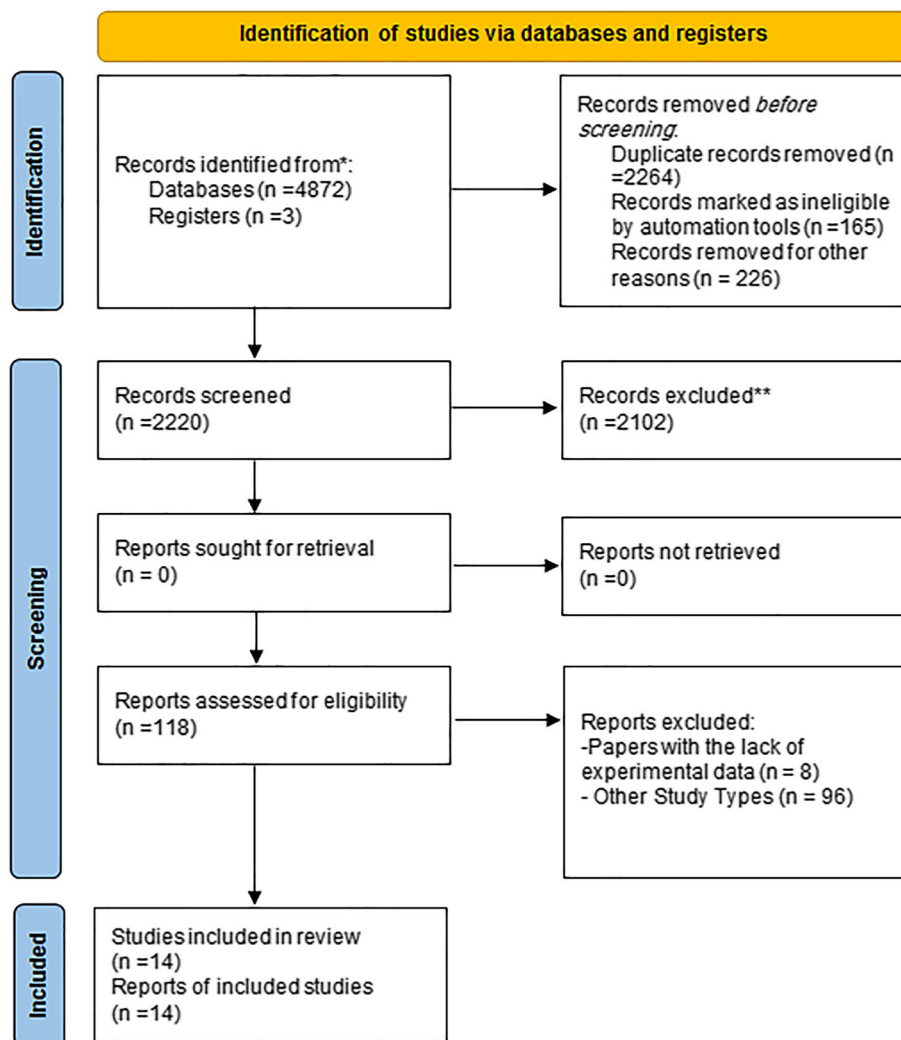 Identification of studies via databases and registers
Identification
Records identified from*:
Databases (n =4872)
Registers (n =3)
Records removed before
screening:
Duplicate records removed (n
=2264)
Records marked as ineligible
by automation tools (n =165)
Records removed for other
reasons (n = 226)
Screening
Records screened
(n =2220)
Records excluded**
(n =2102)
Reports sought for retrieval
(n = 0)
Reports not retrieved
(n =0)
Reports assessed for eligibility
(n =118)
Reports excluded:
-Papers with the lack of
experimental data (n = 8)
- Other Study Types (n = 96)
Included
Studies included in review
(n =14)
Reports of included studies
(n =14)